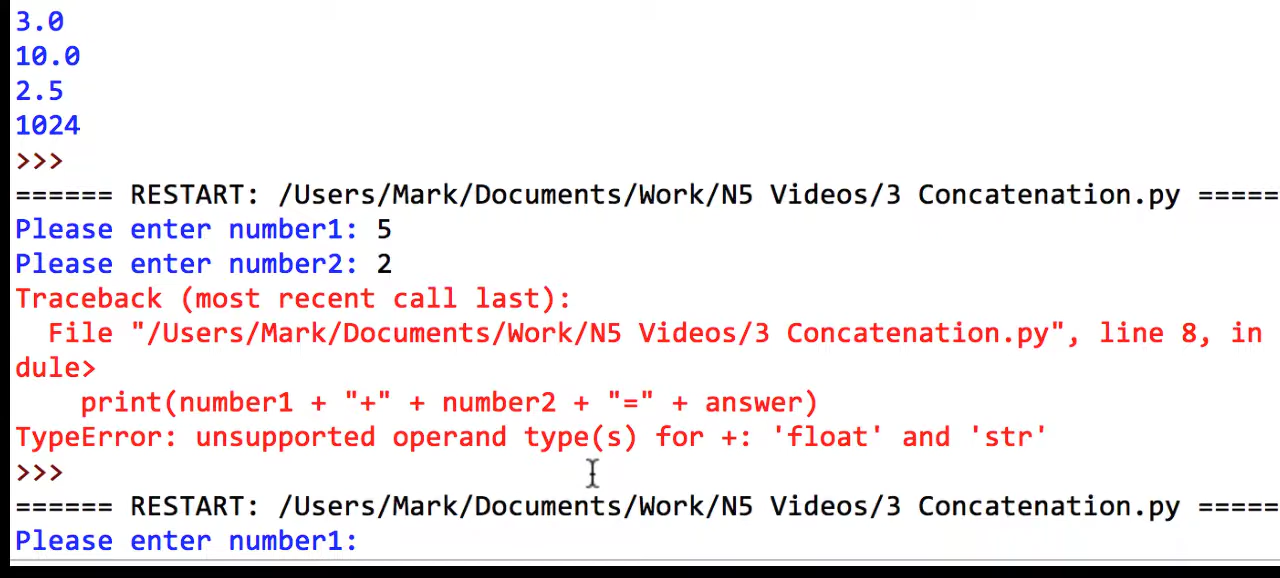 3.0
10.0
2.5
1024
>>>
====== RESTART: /Users/Mark/Documents/Work/N5 Videos/3 Concatenation.py =====
Please enter number1: 5
Please enter number2: 2
Traceback (most recent call last):
  File "/Users/Mark/Documents/Work/N5 Videos/3 Concatenation.py", line 8, in
dule>
    print(number1 + "+" + number2 + "=" + answer)
TypeError: unsupported operand type(s) for +: 'float' and 'str'
>>>
====== RESTART: /Users/Mark/Documents/Work/N5 Videos/3 Concatenation.py =====
Please enter number1: